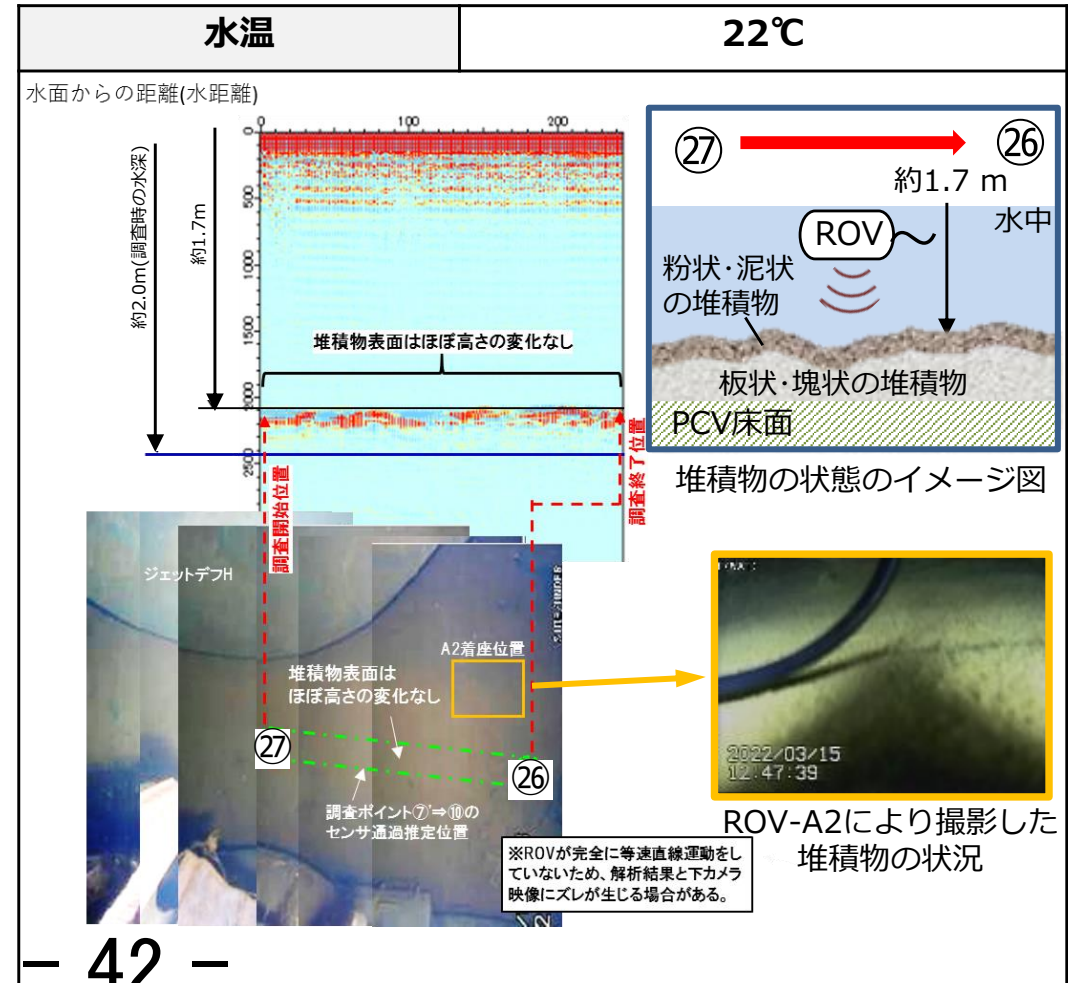 水温
22℃
水面からの距離(水距離)
0 100 200
0
500
1000
1500
2000
2500
約2.0m(調査時の水深)
約1.7m
堆積物表面はほぼ高さの変化なし
調査開始位置
調査終了位置
㉗
㉖
約1.7 m
水中
ROV
粉状・泥状
の堆積物
板状・塊状の堆積物
PCV床面
堆積物の状態のイメージ図
ジェットデフH
A2着座位置
堆積物表面は
ほぼ高さの変化なし
㉗
㉖
調査ポイント⑦'⇒⑩の
センサ通過推定位置
※ROVが完全に等速直線運動をし
ていないため、解析結果と下カメラ
映像にズレが生じる場合がある。
2022/03/15
12:47:39
ROV-A2により撮影した
堆積物の状況
- 42 -